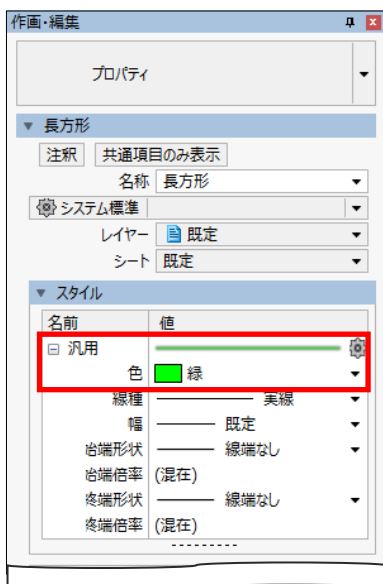 作画・編集
プロパティ
長方形
注釈 共通項目のみ表示
名称 長方形
システム標準
レイヤー 既定
シート 既定
スタイル
名前 値
汎用
色 緑
線種 実線
幅 既定
始端形状 線端なし
始端倍率 (混在)
終端形状 線端なし
終端倍率 (混在)